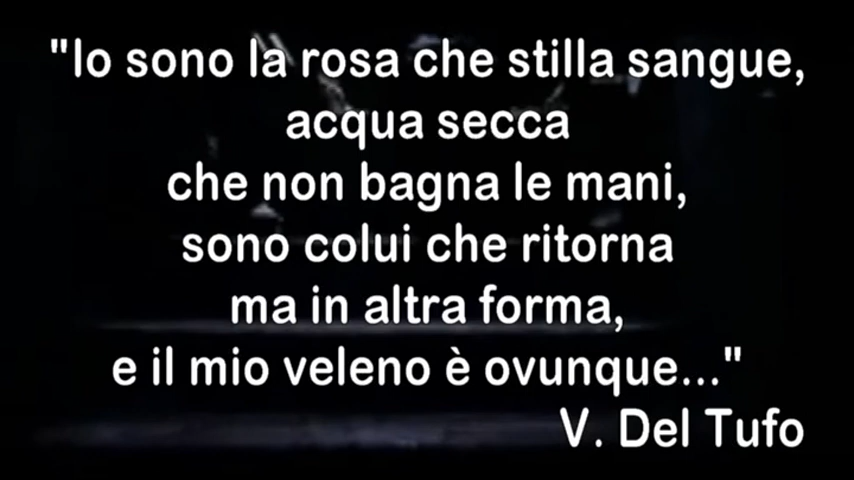 "Io sono la rosa che stilla sangue,
acqua secca
che non bagna le mani,
sono colui che ritorna
ma in altra forma,
e il mio veleno è ovunque..."
V. Del Tufo